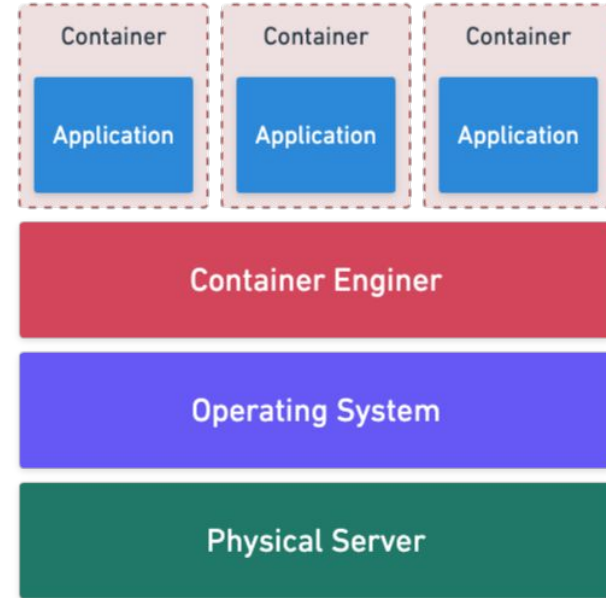 Container Container Container
Application Application Application
Container Enginer
Operating System
Physical Server